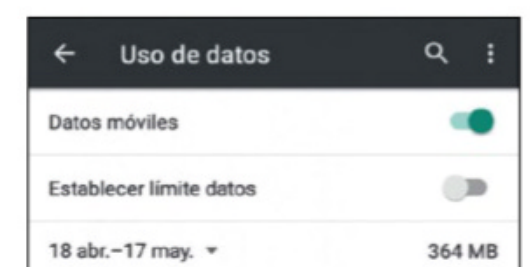 Uso de datos
Datos móviles
Establecer límite datos
18 abr.–17 may. 364 MB